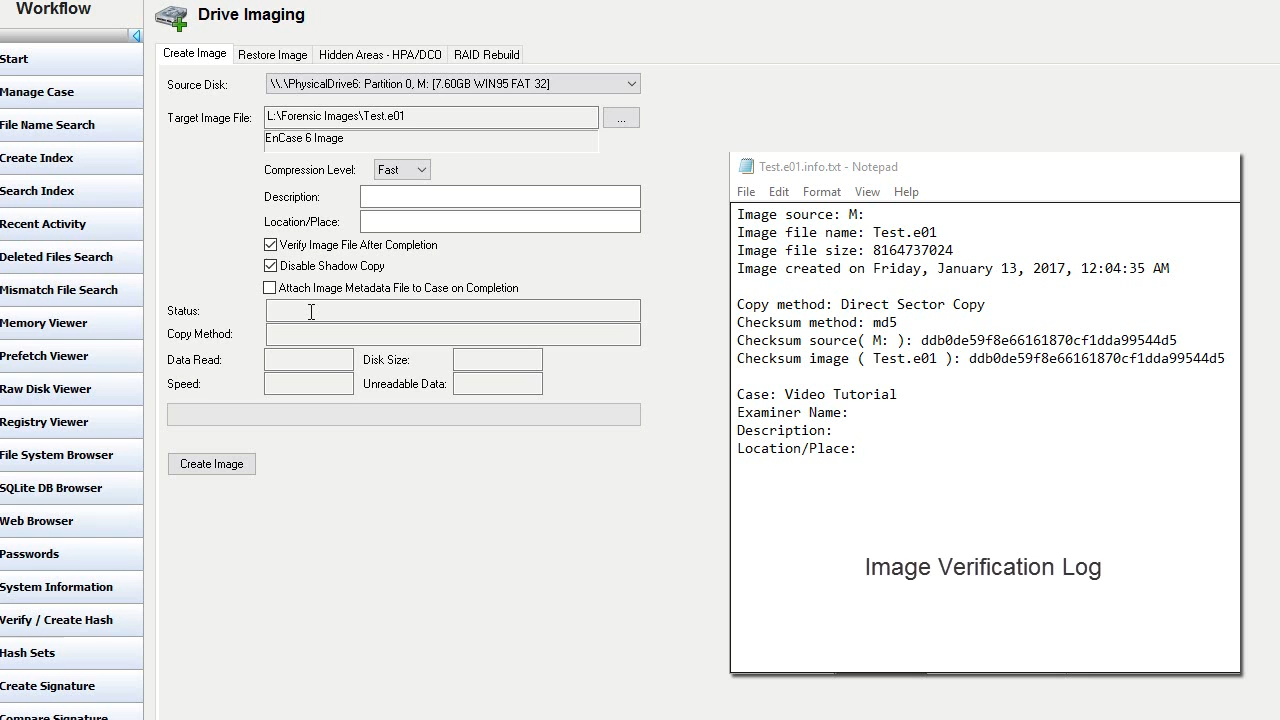 Workflow
Start
Manage Case
File Name Search
Create Index
Search Index
Recent Activity
Deleted Files Search
Mismatch File Search
Memory Viewer
Prefetch Viewer
Raw Disk Viewer
Registry Viewer
File System Browser
SQLite DB Browser
Web Browser
Passwords
System Information
Verify / Create Hash
Hash Sets
Create Signature
Compare Signature
Drive Imaging
Create Image Restore Image Hidden Areas - HPA/DCO RAID Rebuild
Source Disk: \\.\PhysicalDrive6: Partition 0, M: [7.60GB WIN95 FAT 32]
Target Image File: L:\Forensic Images\Test.e01 ...
EnCase 6 Image
Compression Level: Fast
Description:
Location/Place:
Verify Image File After Completion
Disable Shadow Copy
Attach Image Metadata File to Case on Completion
Status:
Copy Method:
Data Read: Disk Size:
Speed: Unreadable Data:
Create Image
Test.e01.info.txt - Notepad
File Edit Format View Help
Image source: M:
Image file name: Test.e01
Image file size: 8164737024
Image created on Friday, January 13, 2017, 12:04:35 AM
Copy method: Direct Sector Copy
Checksum method: md5
Checksum source( M: ): ddb0de59f8e66161870cf1dda99544d5
Checksum image ( Test.e01 ): ddb0de59f8e66161870cf1dda99544d5
Case: Video Tutorial
Examiner Name:
Description:
Location/Place:
Image Verification Log